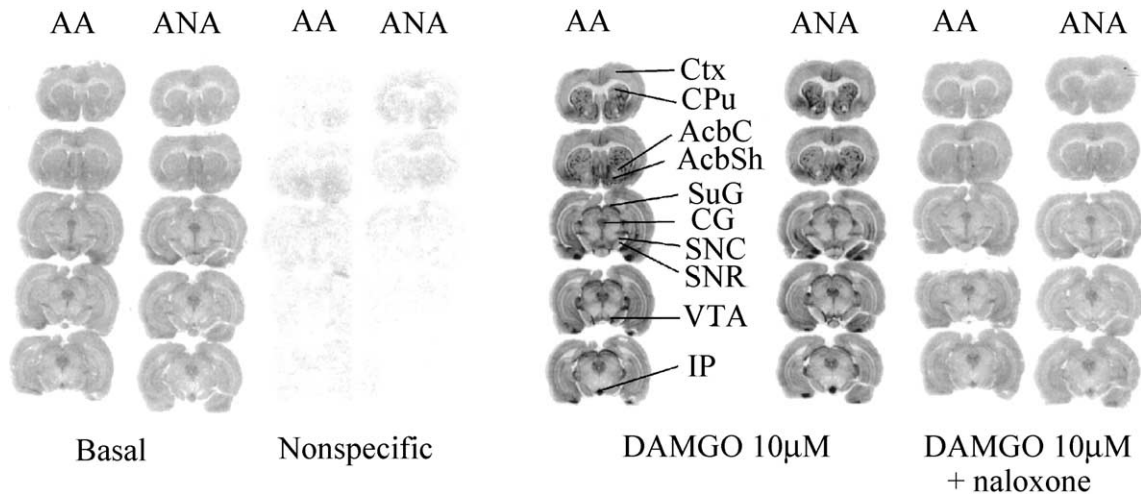 AA ANA AA ANA AA ANA AA ANA
Ctx
CPu
AcbC
AcbSh
SuG
CG
SNC
SNR
VTA
IP
Basal Nonspecific DAMGO 10μM DAMGO 10μM
+ naloxone